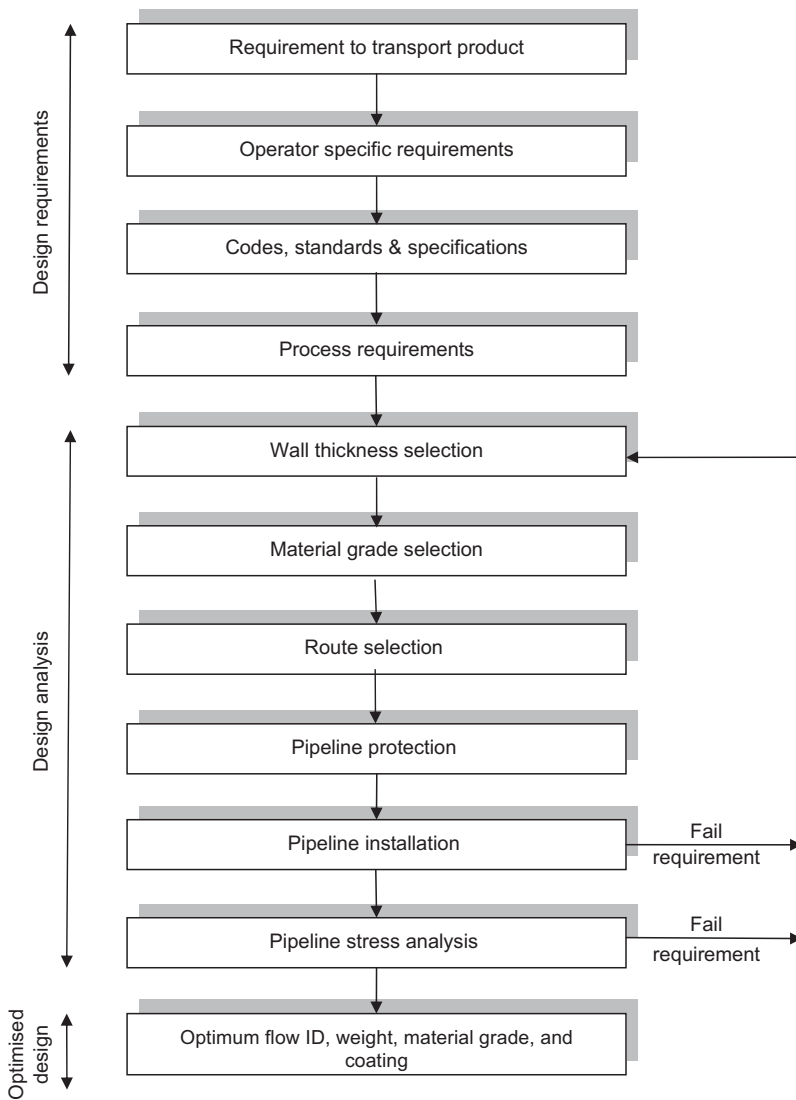 Requirement to transport product
Operator specific requirements
Codes, standards & specifications
Process requirements
Design requirements
Wall thickness selection
Material grade selection
Route selection
Pipeline protection
Pipeline installation
Fail
requirement
Pipeline stress analysis
Fail
requirement
Design analysis
Optimum flow ID, weight, material grade, and
coating
Optimised
design